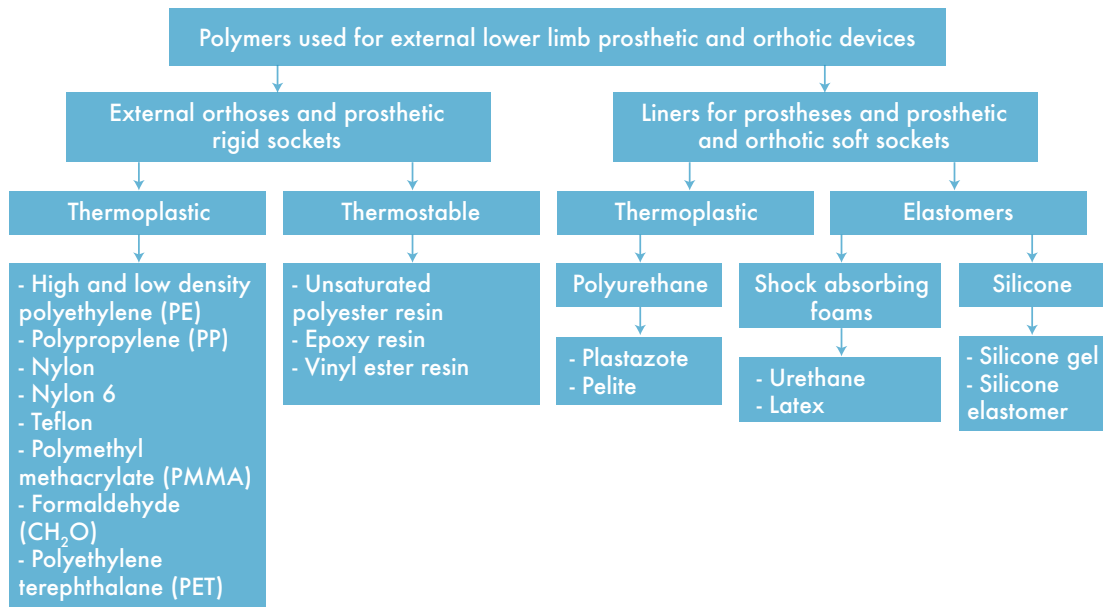 Polymers used for external lower limb prosthetic and orthotic devices
External orthoses and prosthetic
rigid sockets
Liners for prostheses and prosthetic
and orthotic soft sockets
Thermoplastic
Thermostable
Thermoplastic
Elastomers
- High and low density
polyethylene (PE)
- Polypropylene (PP)
- Nylon
- Nylon 6
- Teflon
- Polymethyl
methacrylate (PMMA)
- Formaldehyde
(CH₂O)
- Polyethylene
terephthalane (PET)
- Unsaturated
polyester resin
- Epoxy resin
- Vinyl ester resin
Polyurethane
- Plastazote
- Pelite
Shock absorbing
foams
- Urethane
- Latex
Silicone
- Silicone gel
- Silicone
elastomer